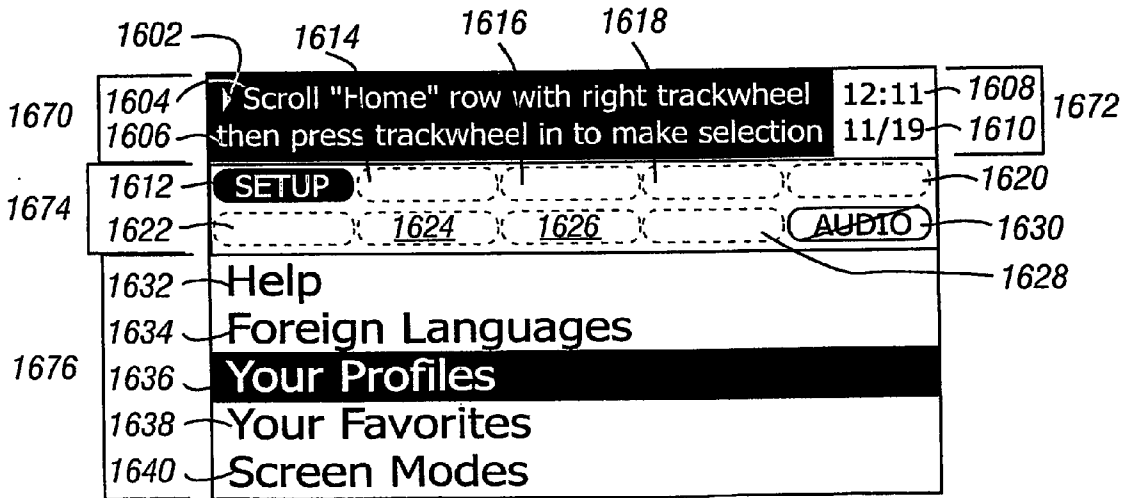 1602 1614 1616 1618
1670 1604 Scroll "Home" row with right trackwheel 12:11 1608 1672
1606 then press trackwheel in to make selection 11/19 1610
1674 1612 SETUP 1620
1622 1624 1626 AUDIO 1630
1628
1632 Help
1634 Foreign Languages
1676 1636 Your Profiles
1638 Your Favorites
1640 Screen Modes